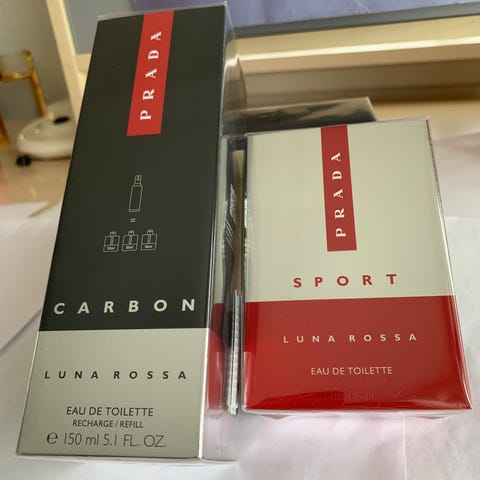 PRADA
CARBON
LUNA ROSSA
EAU DE TOILETTE
RECHARGE / REFILL
e 150 ml 5.1 FL. OZ.
PRADA
SPORT
LUNA ROSSA
EAU DE TOILETTE